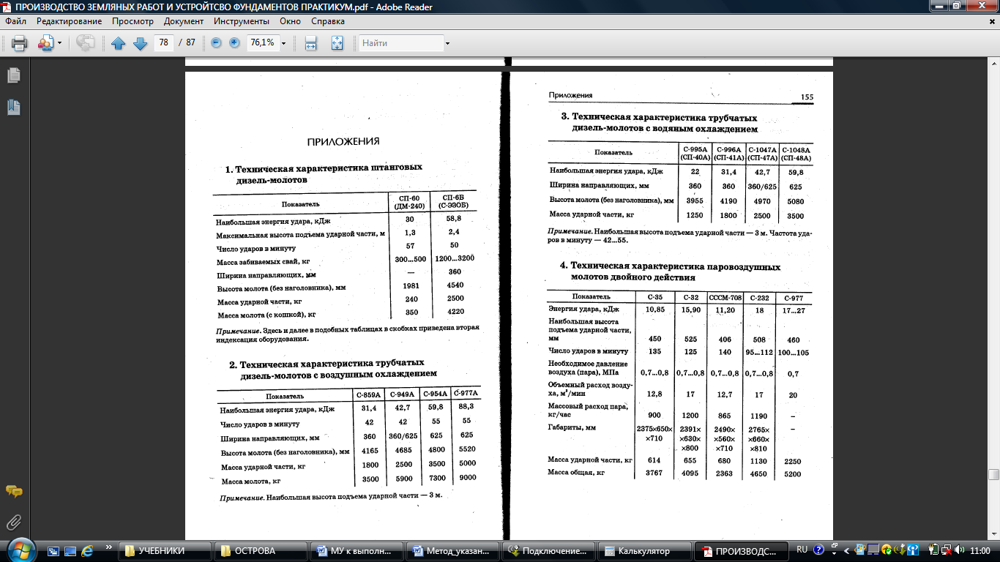 ПРОИЗВОДСТВО ЗЕМЛЯНЫХ РАБОТ И УСТРОЙТСВО ФУНДАМЕНТОВ ПРАКТИКУМ.pdf - Adobe Reader
Файл Редактирование Просмотр Документ Инструменты Окно Справка
78 / 87 76,1% Найти
ПРИЛОЖЕНИЯ
1. Техническая характеристика штанговых
дизель-молотов
Показатель СП-60 (ДМ-240) СП-6В (С-ЭЗОБ)
Наибольшая энергия удара, кДж 30 58,8
Максимальная высота подъема ударной части, м 1,3 2,4
Число ударов в минуту 57 50
Масса забиваемых свай, кг 300...500 1200...3200
Ширина направляющих, мм — 360
Высота молота (без наголовника), мм 1981 4540
Масса ударной части, кг 240 2500
Масса молота (с кошкой), кг 350 4220
Примечание. Здесь и далее в подобных таблицах в скобках приведена вторая
индексация оборудования.
2. Техническая характеристика трубчатых
дизель-молотов с воздушным охлаждением
Показатель С-859А С-949А С-954А С-977А
Наибольшая энергия удара, кДж 31,4 42,7 59,8 88,3
Число ударов в минуту 42 42 55 55
Ширина направляющих, мм 360 360/625 625 625
Высота молота (без наголовника), мм 4165 4685 4800 5520
Масса ударной части, кг 1800 2500 3500 5000
Масса молота, кг 3500 5900 7300 9000
Примечание. Наибольшая высота подъема ударной части — 3 м.
Приложения 155
3. Техническая характеристика трубчатых
дизель-молотов с водяным охлаждением
Показатель С-995А (СП-40А) С-996А (СП-41А) С-1047А (СП-47А) С-1048А (СП-48А)
Наибольшая энергия удара, кДж 22 31,4 42,7 59,8
Ширина направляющих, мм 360 360 360/625 625
Высота молота (без наголовника), мм 3955 4190 4970 5080
Масса ударной части, кг 1250 1800 2500 3500
Примечание. Наибольшая высота подъема ударной части — 3 м. Частота уда-
ров в минуту — 42...55.
4. Техническая характеристика паровоздушных
молотов двойного действия
Показатель С-35 С-32 СССМ-708 С-232 С-977
Энергия удара, кДж 10,85 15,90 11,20 18 17...27
Наибольшая высота
подъема ударной части,
мм 450 525 406 508 460
Число ударов в минуту 135 125 140 95...112 100...105
Необходимое давление
воздуха (пара), МПа 0,7...0,8 0,7...0,8 0,7...0,8 0,7...0,8 0,7
Объемный расход возду-
ха, м³/мин 12,8 17 12,7 17 20
Массовый расход пара,
кг/час 900 1200 865 1190 –
Габариты, мм 2375×650× 2391× 2490× 2765× –
×710 ×630× ×560× ×660×
×800 ×710 ×810
Масса ударной части, кг 614 655 680 1130 2250
Масса общая, кг 3767 4095 2363 4650 5200
УЧЕБНИКИ ОСТРОВА МУ к выполн... Метод_указан... Подключение... Калькулятор ПРОИЗВОДС... RU 11:00